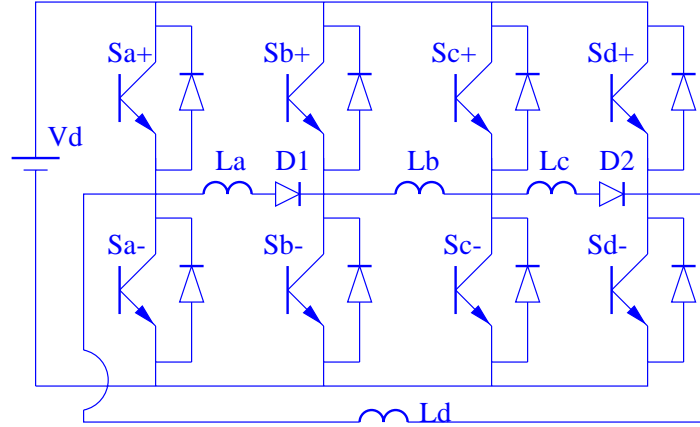 Sa+ Sb+ Sc+ Sd+
Vd
La D1 Lb Lc D2
Sa- Sb- Sc- Sd-
Ld